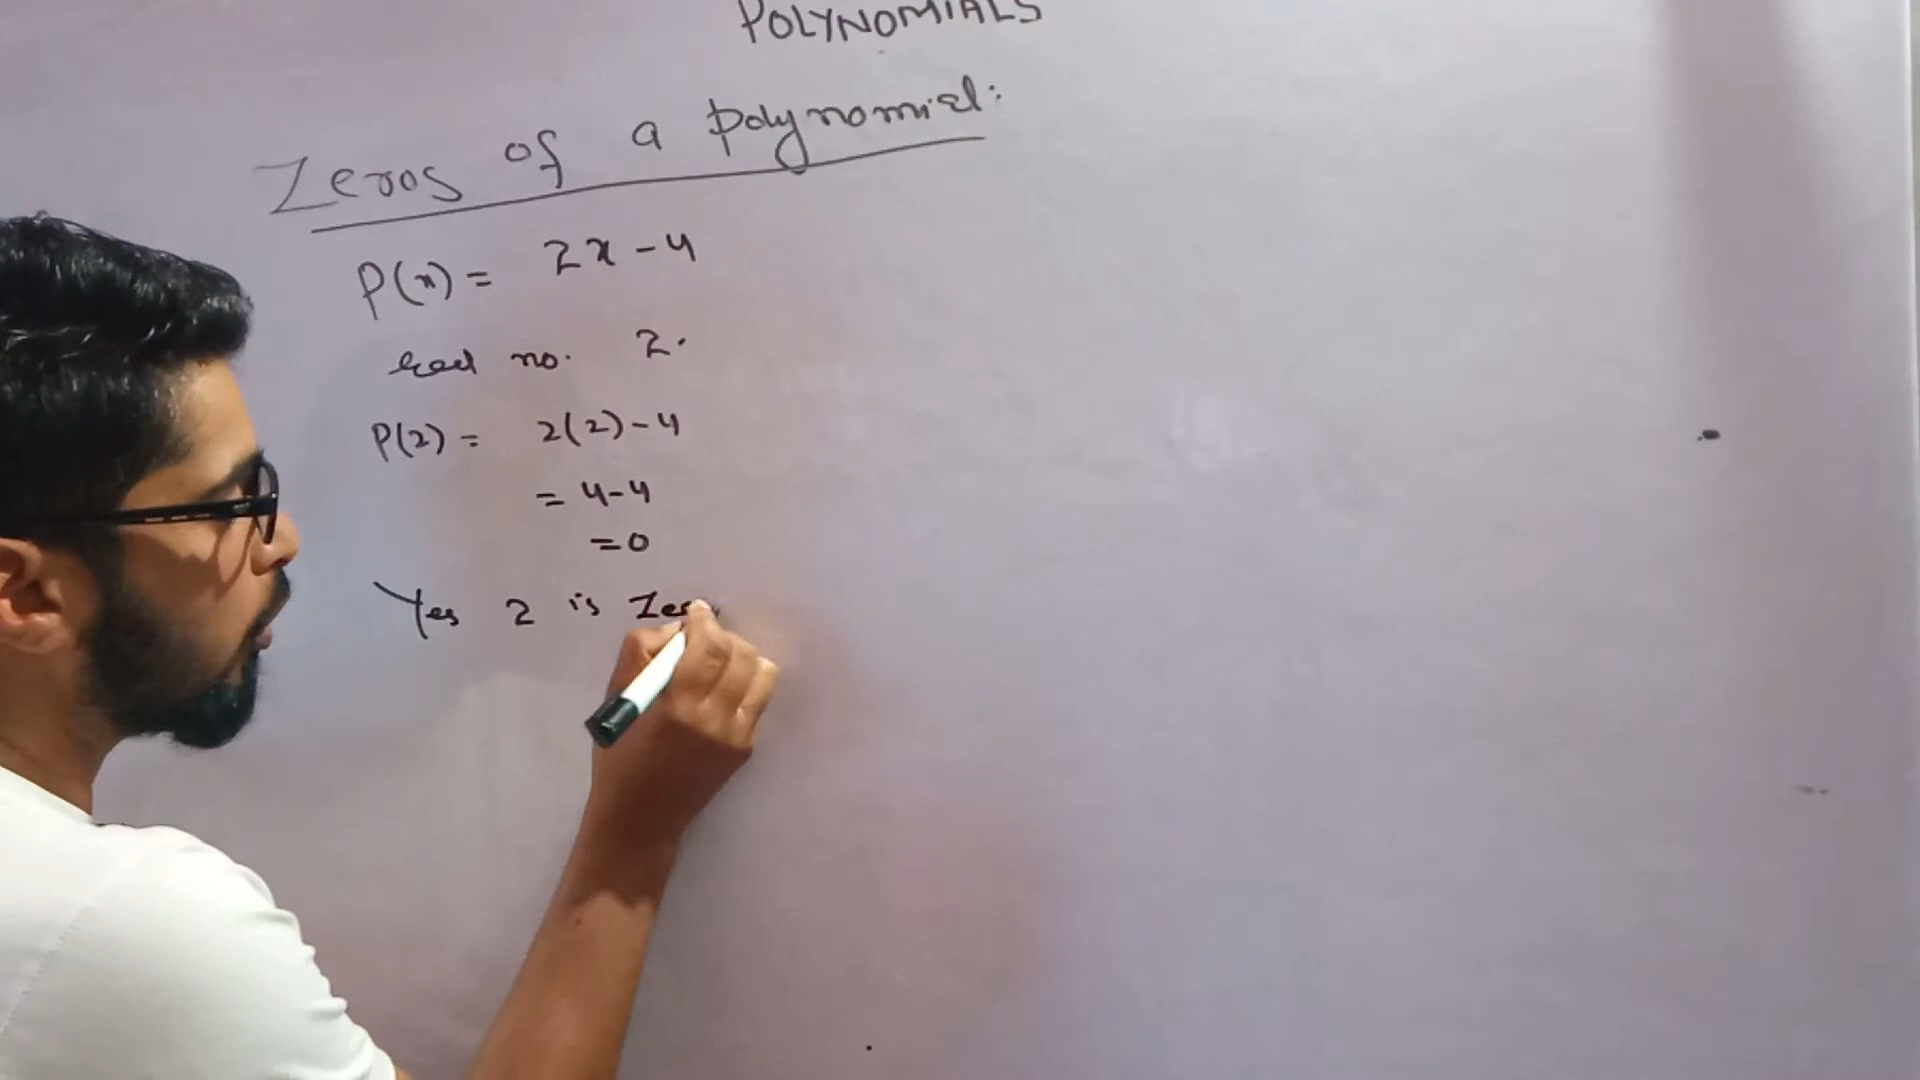 POLYNOMIALS
Zeros of a polynomial:
P(x) = 2x - 4
real no. 2.
P(2) = 2(2) - 4
= 4 - 4
= 0
Yes 2 is Zer